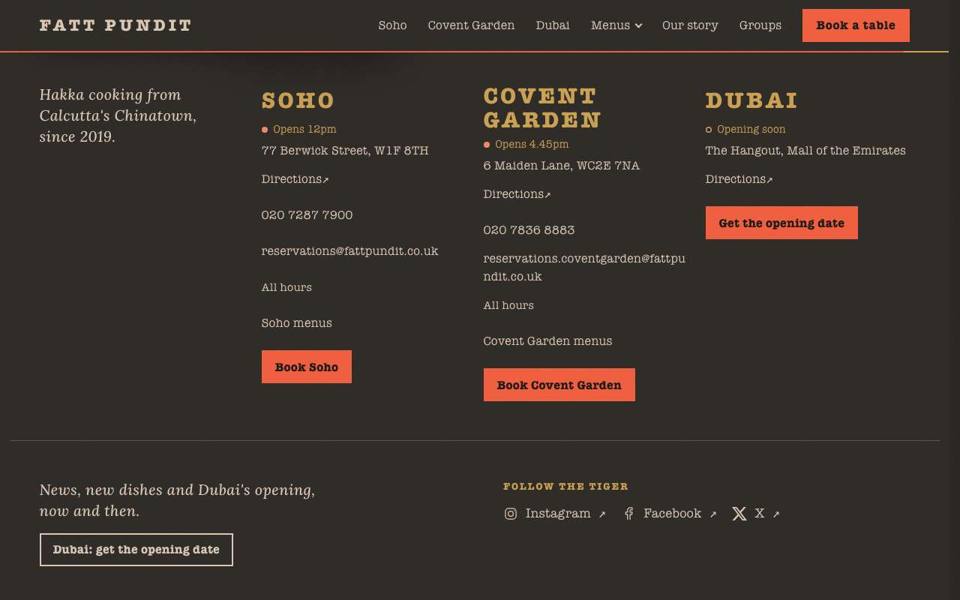 FATT PUNDIT
Soho Covent Garden Dubai Menus Our story Groups Book a table
Hakka cooking from
Calcutta's Chinatown,
since 2019.
SOHO
Opens 12pm
77 Berwick Street, W1F 8TH
Directions↗
020 7287 7900
reservations@fattpundit.co.uk
All hours
Soho menus
Book Soho
COVENT
GARDEN
Opens 4.45pm
6 Maiden Lane, WC2E 7NA
Directions↗
020 7836 8883
reservations.coventgarden@fattpu
ndit.co.uk
All hours
Covent Garden menus
Book Covent Garden
DUBAI
Opening soon
The Hangout, Mall of the Emirates
Directions↗
Get the opening date
News, new dishes and Dubai's opening,
now and then.
Dubai: get the opening date
FOLLOW THE TIGER
Instagram ↗ Facebook ↗ X ↗